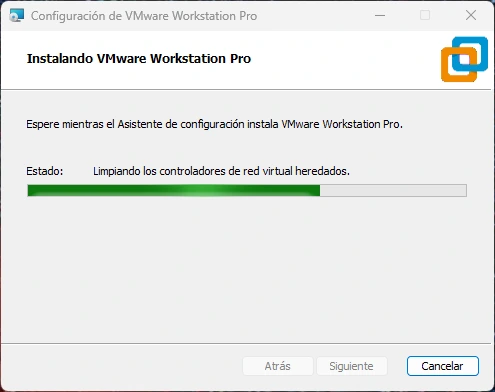 Configuración de VMware Workstation Pro
Instalando VMware Workstation Pro
Espere mientras el Asistente de configuración instala VMware Workstation Pro.
Estado: Limpiando los controladores de red virtual heredados.
Atrás Siguiente Cancelar